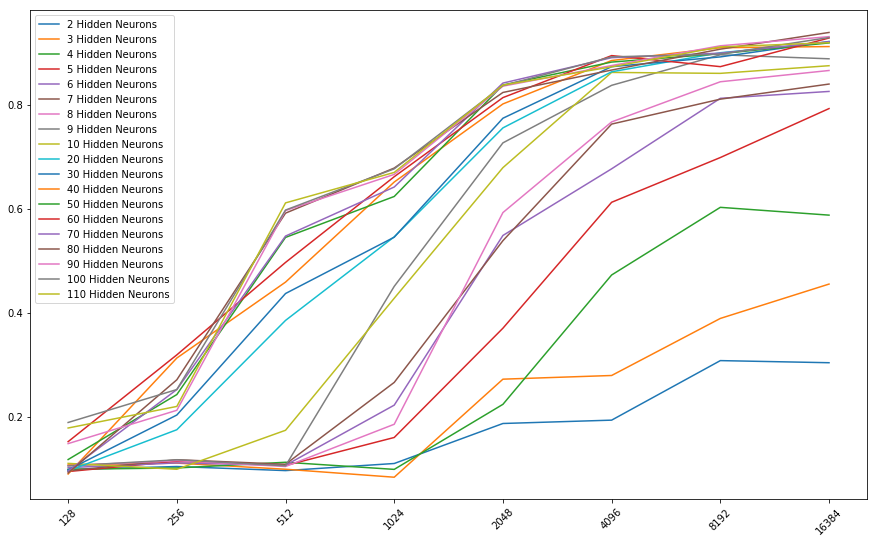 2 Hidden Neurons
3 Hidden Neurons
4 Hidden Neurons
5 Hidden Neurons
6 Hidden Neurons
7 Hidden Neurons
8 Hidden Neurons
9 Hidden Neurons
10 Hidden Neurons
20 Hidden Neurons
30 Hidden Neurons
40 Hidden Neurons
50 Hidden Neurons
60 Hidden Neurons
70 Hidden Neurons
80 Hidden Neurons
90 Hidden Neurons
100 Hidden Neurons
110 Hidden Neurons
0.8
0.6
0.4
0.2
128 256 512 1024 2048 4096 8192 16384